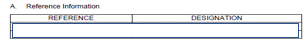 A. Reference Information
REFERENCE DESIGNATION